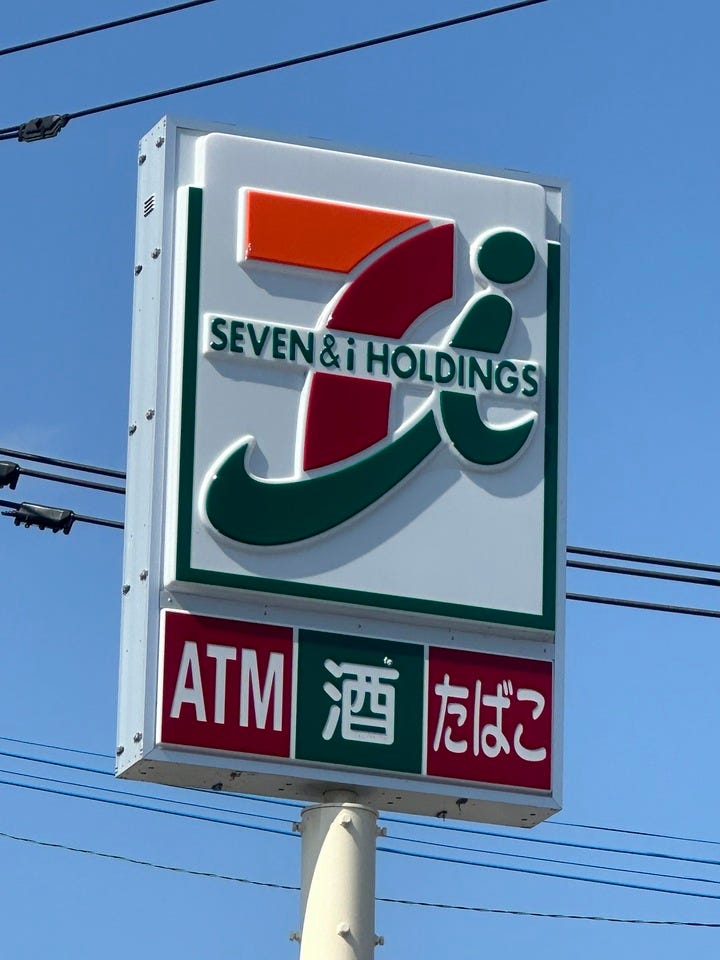 SEVEN&i HOLDINGS
ATM 酒 たばこ